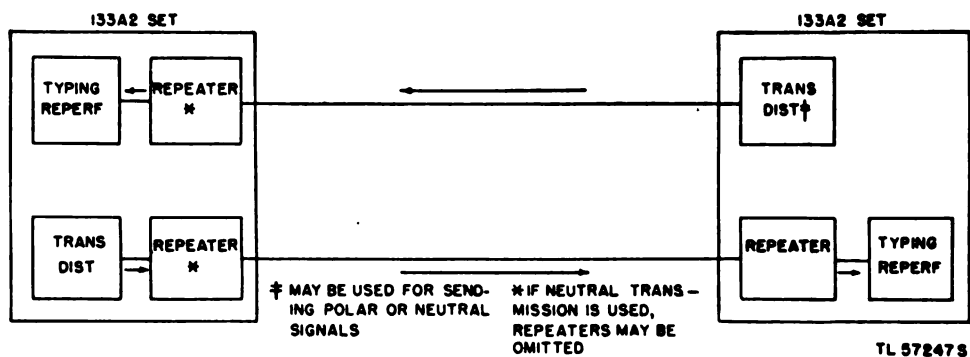 133A2 SET
133A2 SET
TYPING
REPERF
REPEATER
*
TRANS
DIST‡
TRANS
DIST
REPEATER
*
REPEATER
TYPING
REPERF
‡ MAY BE USED FOR SEND-
ING POLAR OR NEUTRAL
SIGNALS
* IF NEUTRAL TRANS-
MISSION IS USED,
REPEATERS MAY BE
OMITTED
TL 57247 S